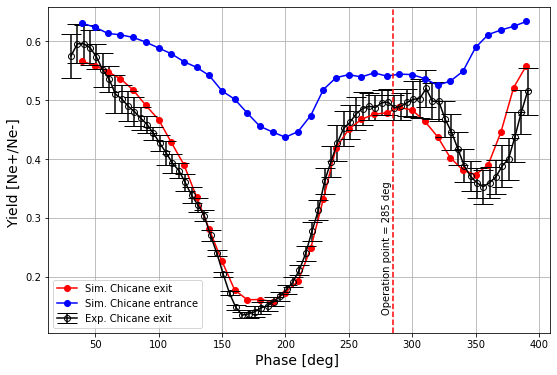 0.6
0.5
0.4
0.3
0.2
Yield [Ne+/Ne-]
Operation point = 285 deg
Sim. Chicane exit
Sim. Chicane entrance
Exp. Chicane exit
50 100 150 200 250 300 350 400
Phase [deg]